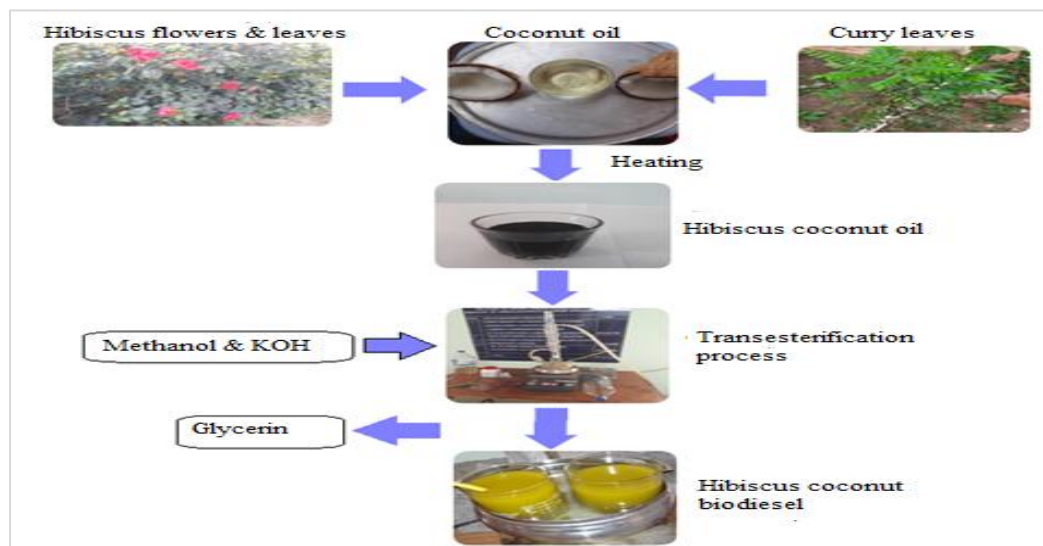 Hibiscus flowers & leaves
Coconut oil
Curry leaves
Heating
Hibiscus coconut oil
Methanol & KOH
Transesterification
process
Glycerin
Hibiscus coconut
biodiesel